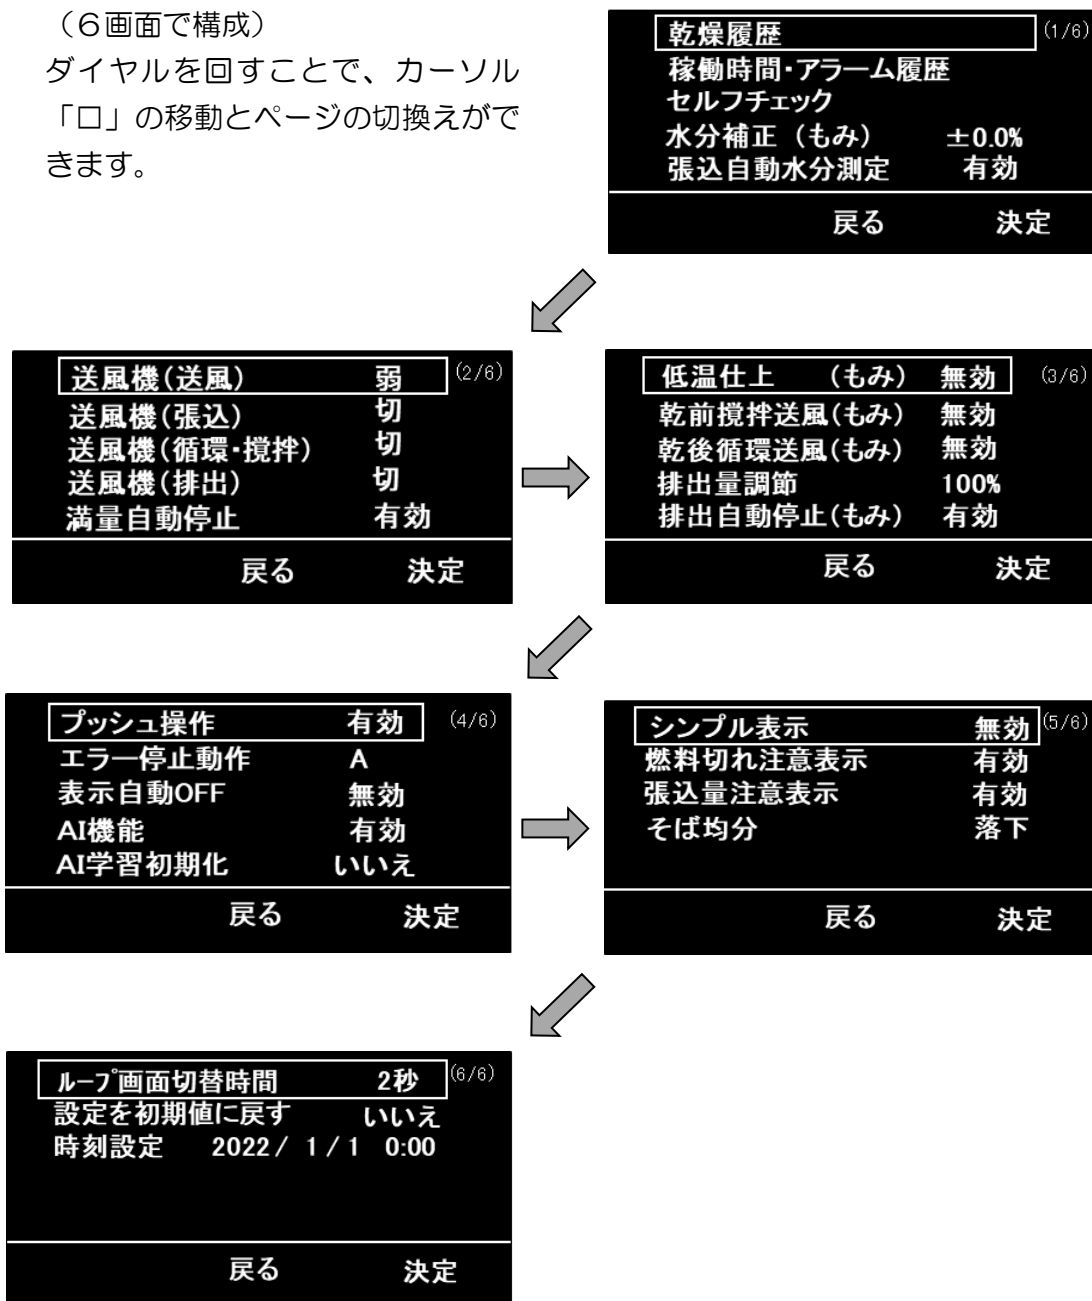 （６画面で構成）
ダイヤルを回すことで、カーソル
「□」の移動とページの切換えがで
きます。
乾燥履歴 (1/6)
稼働時間・アラーム履歴
セルフチェック
水分補正（もみ） ±0.0%
張込自動水分測定 有効
戻る 決定
送風機(送風) 弱 (2/6)
送風機(張込) 切
送風機(循環・撹拌) 切
送風機(排出) 切
満量自動停止 有効
戻る 決定
低温仕上 (もみ) 無効 (3/6)
乾前撹拌送風(もみ) 無効
乾後循環送風(もみ) 無効
排出量調節 100%
排出自動停止(もみ) 有効
戻る 決定
プッシュ操作 有効 (4/6)
エラー停止動作 A
表示自動OFF 無効
AI機能 有効
AI学習初期化 いいえ
戻る 決定
シンプル表示 無効 (5/6)
燃料切れ注意表示 有効
張込量注意表示 有効
そば均分 落下
戻る 決定
ループ画面切替時間 2秒 (6/6)
設定を初期値に戻す いいえ
時刻設定 2022/ 1/1 0:00
戻る 決定